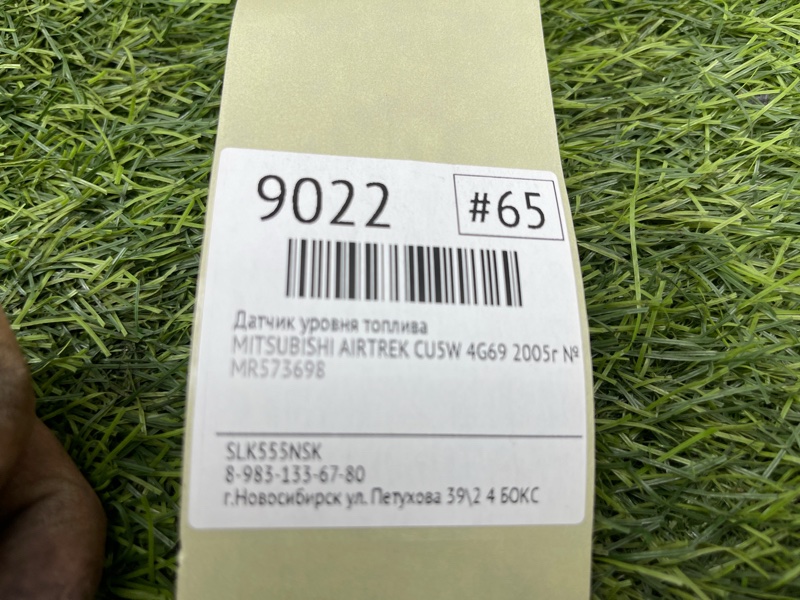 9022
#65
Датчик уровня топлива
MITSUBISHI AIRTREK CU5W 4G69 2005г №
MR573698
SLK555NSK
8-983-133-67-80
г.Новосибирск ул. Петухова 39\2 4 БОКС